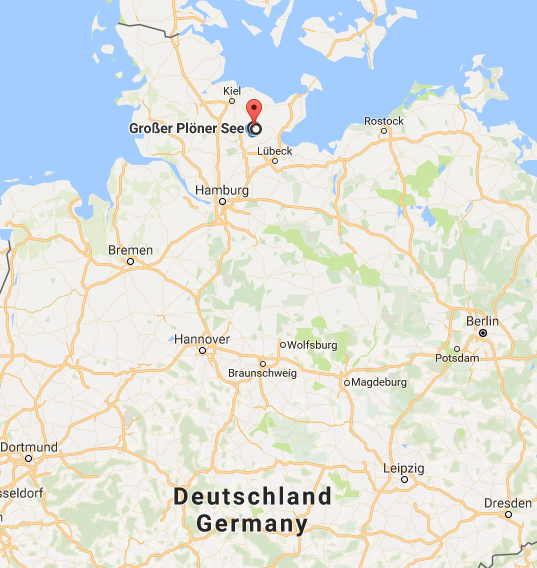 Kiel
Großer Plöner See
Rostock
Lübeck
Hamburg
Bremen
Berlin
Hannover
Wolfsburg
Potsdam
Braunschweig
Magdeburg
Dortmund
Leipzig
sseldorf
Deutschland
Germany
Dresden
n